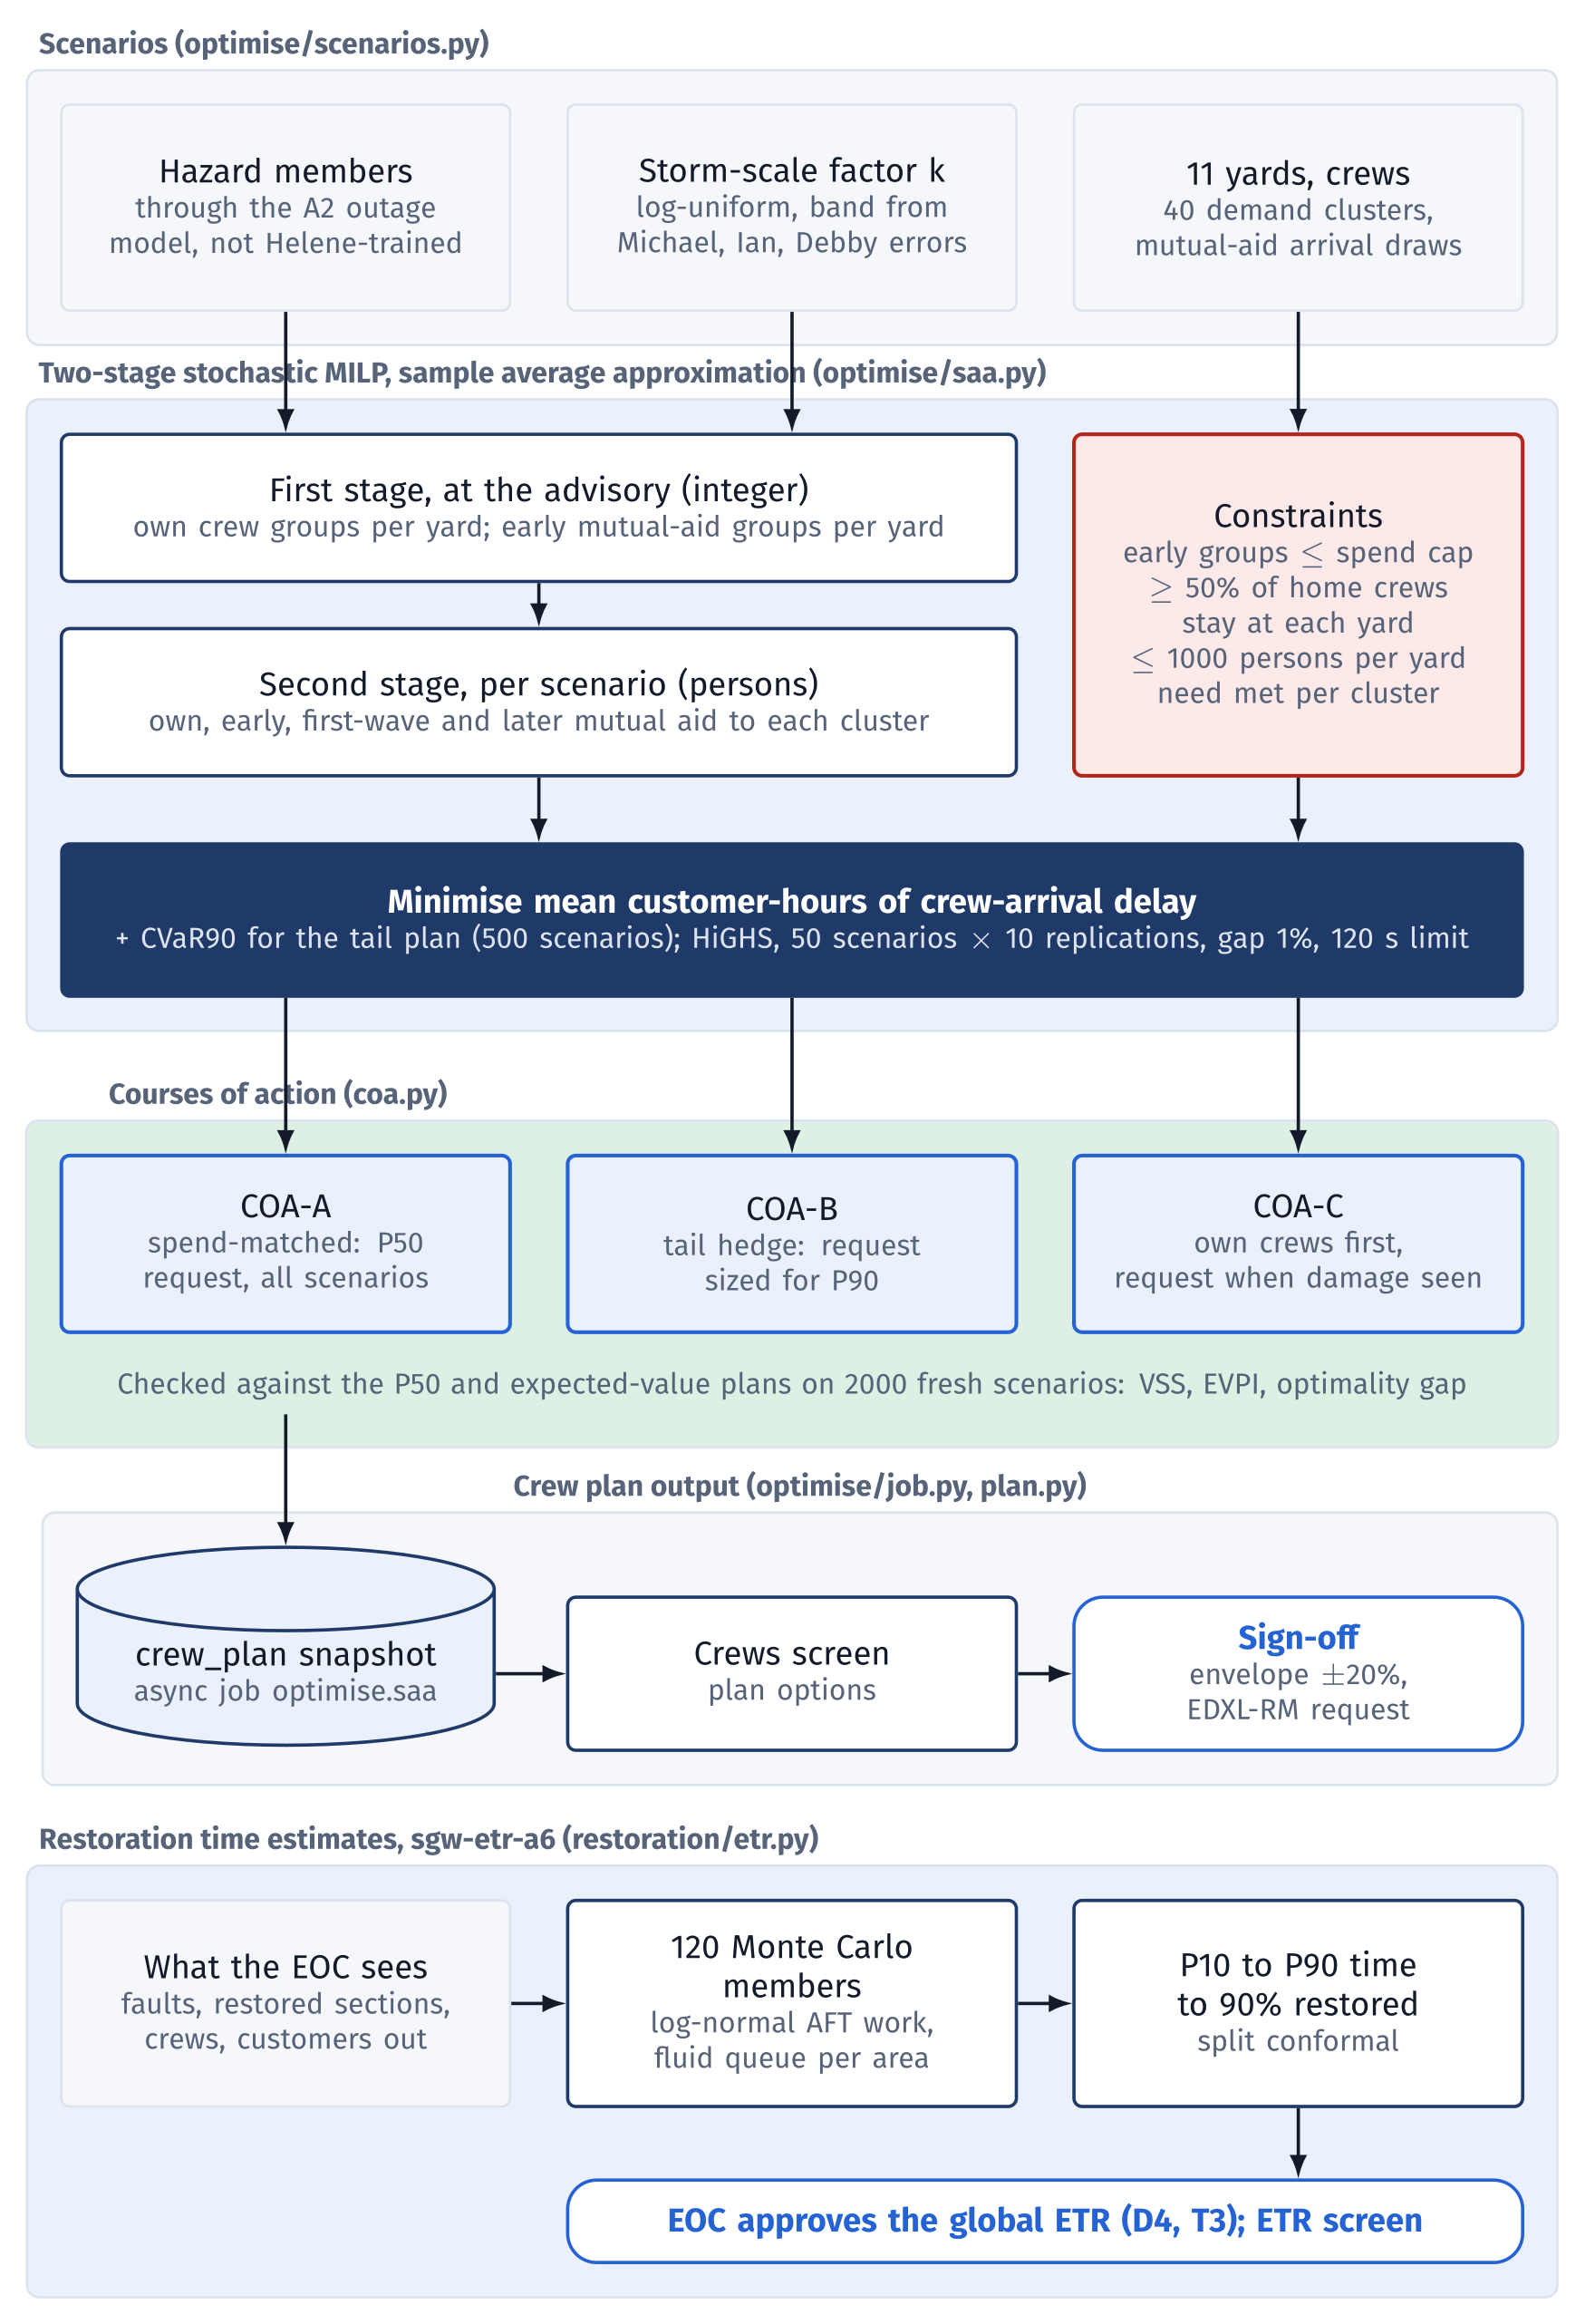 Scenarios (optimise/scenarios.py)
Hazard members
through the A2 outage
model, not Helene-trained
Storm-scale factor k
log-uniform, band from
Michael, Ian, Debby errors
11 yards, crews
40 demand clusters,
mutual-aid arrival draws
Two-stage stochastic MILP, sample average approximation (optimise/saa.py)
First stage, at the advisory (integer)
own crew groups per yard; early mutual-aid groups per yard
Second stage, per scenario (persons)
own, early, first-wave and later mutual aid to each cluster
Constraints
early groups ≤ spend cap
≥ 50% of home crews
stay at each yard
≤ 1000 persons per yard
need met per cluster
Minimise mean customer-hours of crew-arrival delay
+ CVaR90 for the tail plan (500 scenarios); HiGHS, 50 scenarios × 10 replications, gap 1%, 120 s limit
Courses of action (coa.py)
COA-A
spend-matched: P50
request, all scenarios
COA-B
tail hedge: request
sized for P90
COA-C
own crews first,
request when damage seen
Checked against the P50 and expected-value plans on 2000 fresh scenarios: VSS, EVPI, optimality gap
Crew plan output (optimise/job.py, plan.py)
crew_plan snapshot
async job optimise.saa
Crews screen
plan options
Sign-off
envelope ±20%,
EDXL-RM request
Restoration time estimates, sgw-etr-a6 (restoration/etr.py)
What the EOC sees
faults, restored sections,
crews, customers out
120 Monte Carlo
members
log-normal AFT work,
fluid queue per area
P10 to P90 time
to 90% restored
split conformal
EOC approves the global ETR (D4, T3); ETR screen